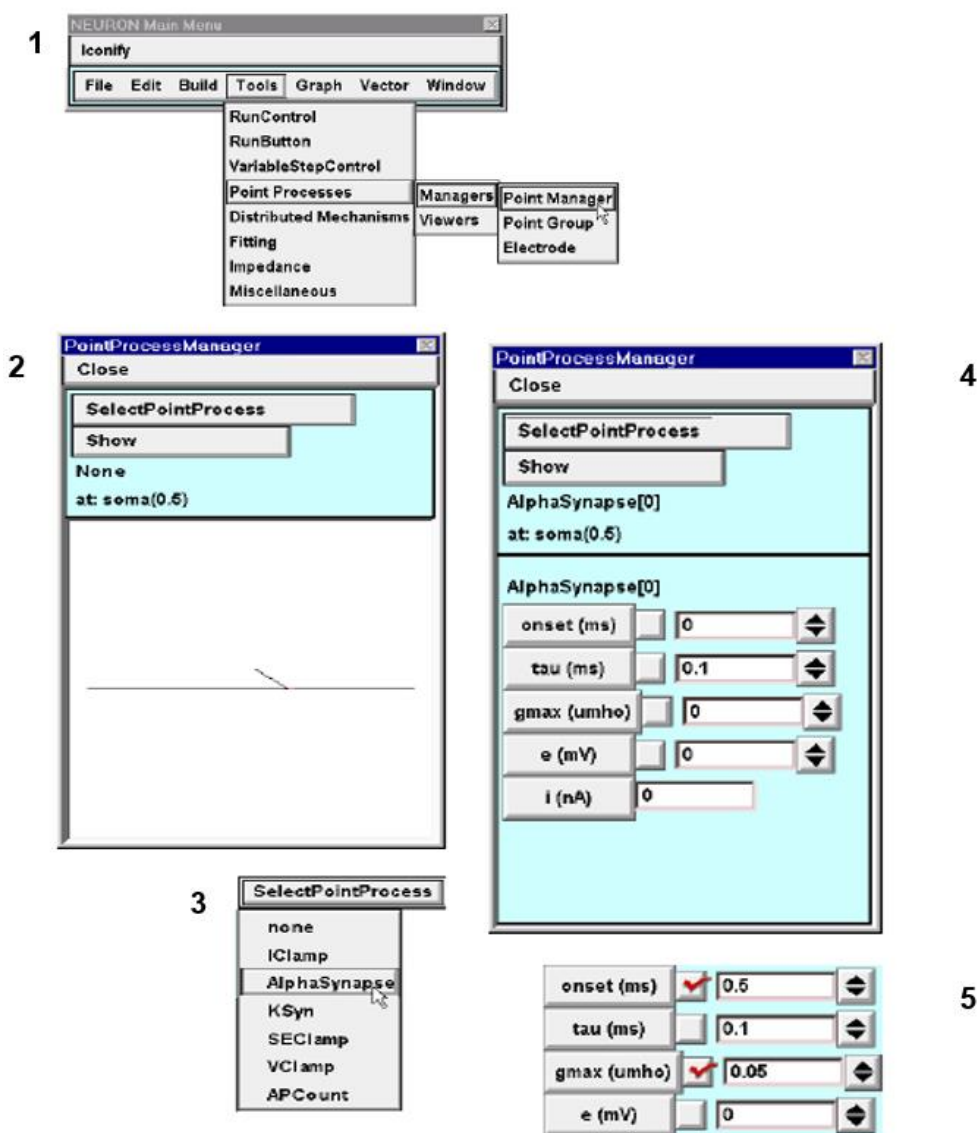 1
NEURON Main Menu
Iconify
File Edit Build Tools Graph Vector Window
RunControl
RunButton
VariableStepControl
Point Processes
Distributed Mechanisms
Fitting
Impedance
Miscellaneous
Managers
Viewers
Point Manager
Point Group
Electrode
2
PointProcessManager
Close
SelectPointProcess
Show
None
at: soma(0.5)
3
SelectPointProcess
none
IClamp
AlphaSynapse
KSyn
SEClamp
VClamp
APCount
4
PointProcessManager
Close
SelectPointProcess
Show
AlphaSynapse[0]
at: soma(0.5)
AlphaSynapse[0]
onset (ms) 0
tau (ms) 0.1
gmax (umho) 0
e (mV) 0
i (nA) 0
5
onset (ms) 0.5
tau (ms) 0.1
gmax (umho) 0.05
e (mV) 0